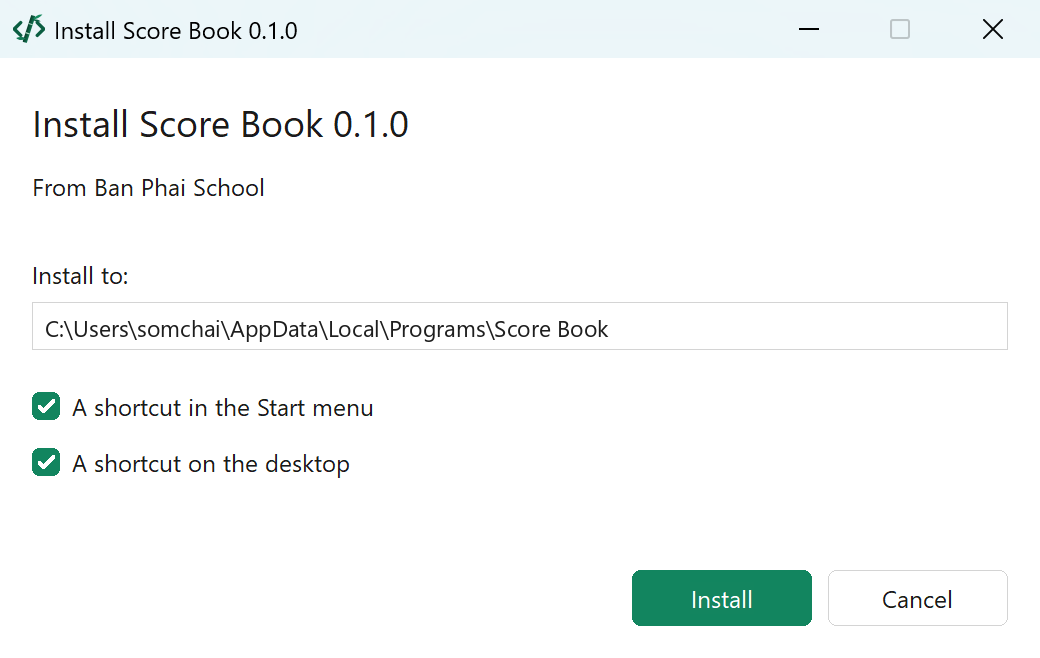 Install Score Book 0.1.0
Install Score Book 0.1.0
From Ban Phai School
Install to:
C:\Users\somchai\AppData\Local\Programs\Score Book
A shortcut in the Start menu
A shortcut on the desktop
Install
Cancel